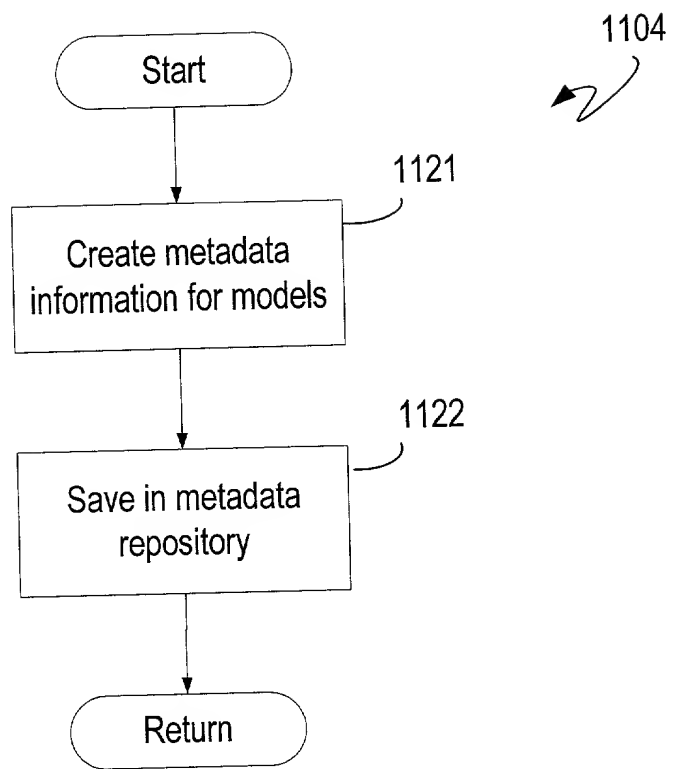 1104
Start
1121
Create metadata
information for models
1122
Save in metadata
repository
Return